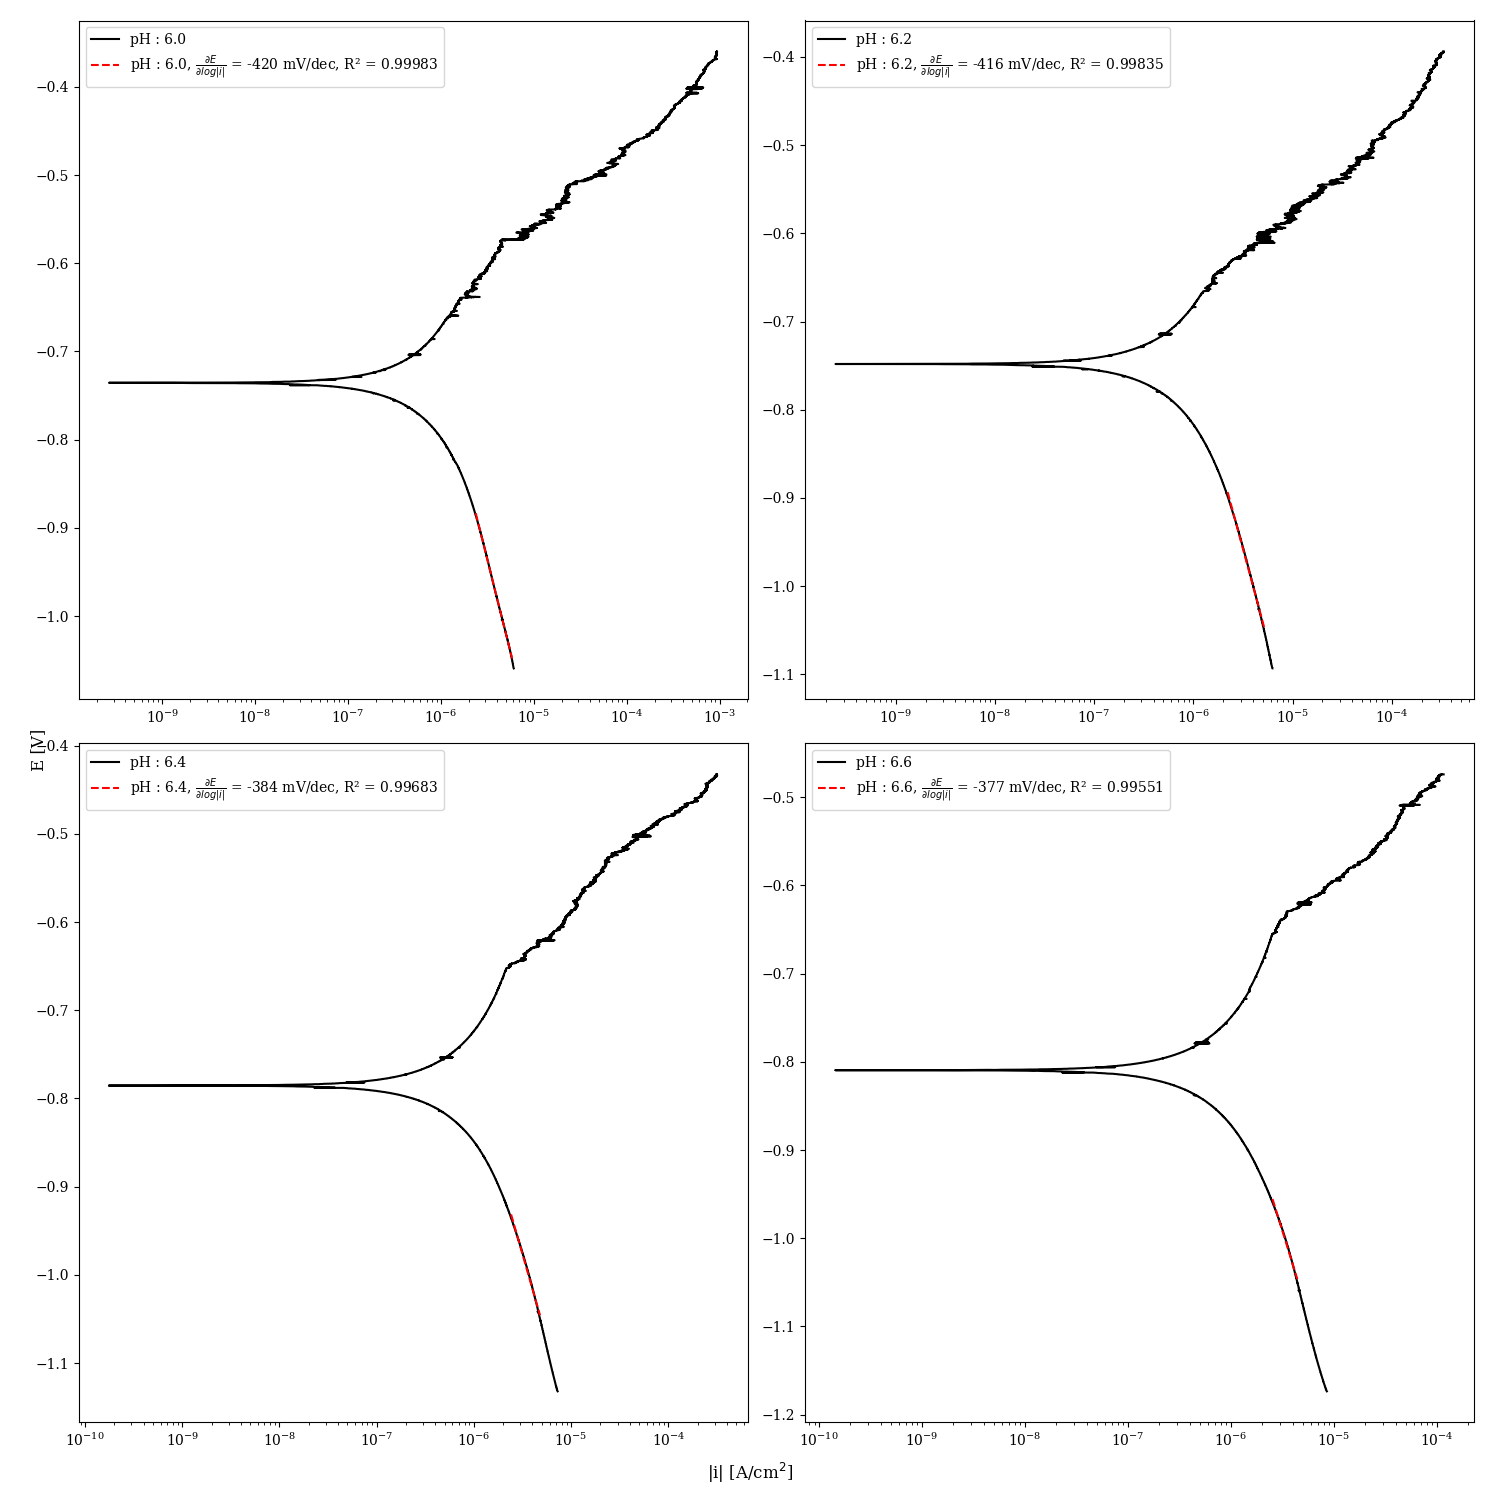 pH : 6.0
pH : 6.0, ∂E/∂log|i| = -420 mV/dec, R² = 0.99983
−0.4
−0.5
−0.6
−0.7
−0.8
−0.9
−1.0
10⁻⁹ 10⁻⁸ 10⁻⁷ 10⁻⁶ 10⁻⁵ 10⁻⁴ 10⁻³
pH : 6.2
pH : 6.2, ∂E/∂log|i| = -416 mV/dec, R² = 0.99835
−0.4
−0.5
−0.6
−0.7
−0.8
−0.9
−1.0
−1.1
10⁻⁹ 10⁻⁸ 10⁻⁷ 10⁻⁶ 10⁻⁵ 10⁻⁴
E [V]
pH : 6.4
pH : 6.4, ∂E/∂log|i| = -384 mV/dec, R² = 0.99683
0.4
−0.5
−0.6
−0.7
−0.8
−0.9
−1.0
−1.1
10⁻¹⁰ 10⁻⁹ 10⁻⁸ 10⁻⁷ 10⁻⁶ 10⁻⁵ 10⁻⁴
pH : 6.6
pH : 6.6, ∂E/∂log|i| = -377 mV/dec, R² = 0.99551
−0.5
−0.6
−0.7
−0.8
−0.9
−1.0
−1.1
−1.2
10⁻¹⁰ 10⁻⁹ 10⁻⁸ 10⁻⁷ 10⁻⁶ 10⁻⁵ 10⁻⁴
|i| [A/cm²]